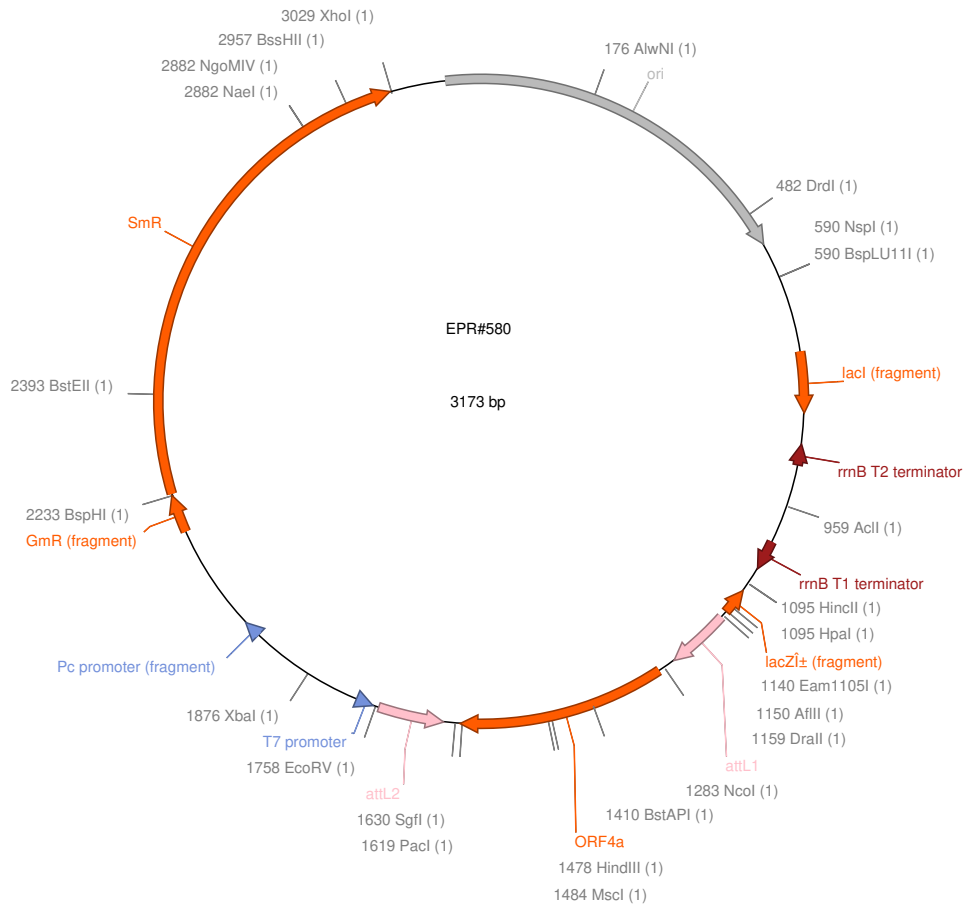 3029 XhoI (1)
2957 BssHII (1)
2882 NgoMIV (1)
2882 NaeI (1)
176 AlwNI (1)
ori
482 DrdI (1)
590 NspI (1)
590 BspLU11I (1)
SmR
EPR#580
3173 bp
lacI (fragment)
2393 BstEII (1)
rrnB T2 terminator
2233 BspHI (1)
GmR (fragment)
959 AclI (1)
rrnB T1 terminator
1095 HincII (1)
1095 HpaI (1)
lacZÎ± (fragment)
Pc promoter (fragment)
1140 Eam1105I (1)
1150 AflIII (1)
1159 DraII (1)
1876 XbaI (1)
T7 promoter
1758 EcoRV (1)
attL1
attL2
1283 NcoI (1)
1630 SgfI (1)
1410 BstAPI (1)
1619 PacI (1)
ORF4a
1478 HindIII (1)
1484 MscI (1)